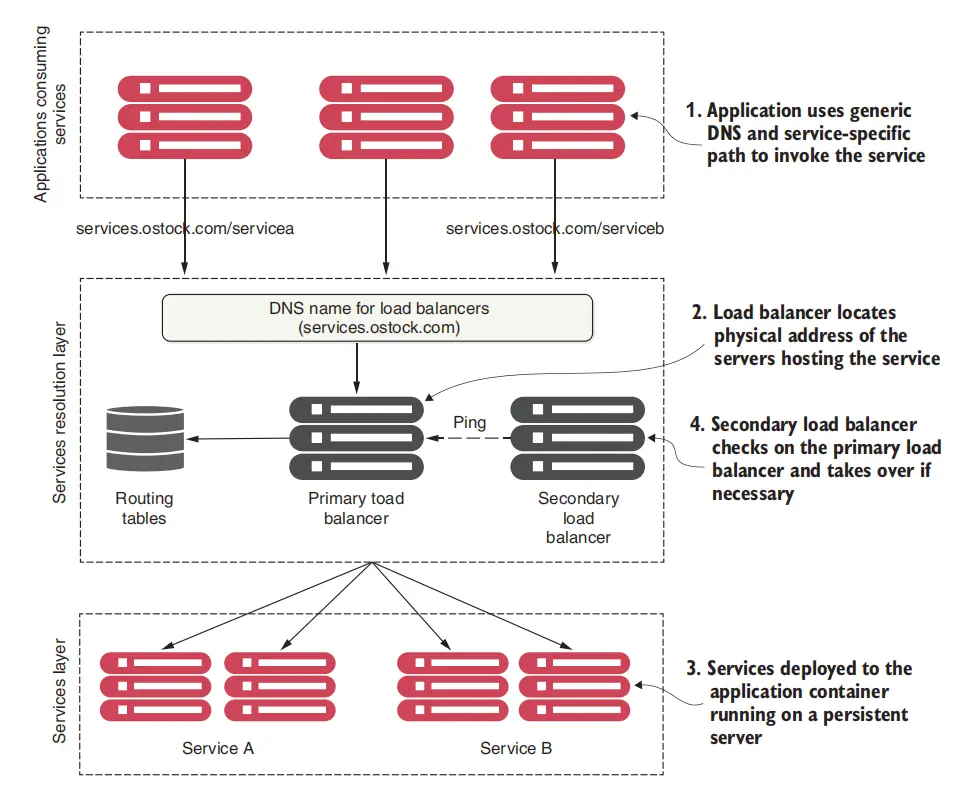 Applications consuming
services
1. Application uses generic
DNS and service-specific
path to invoke the service
services.ostock.com/servicea
services.ostock.com/serviceb
Services resolution layer
DNS name for load balancers
(services.ostock.com)
2. Load balancer locates
physical address of the
servers hosting the service
Ping
4. Secondary load balancer
checks on the primary load
balancer and takes over if
necessary
Routing
tables
Primary toad
balancer
Secondary
load
balancer
Services layer
3. Services deployed to the
application container
running on a persistent
server
Service A
Service B